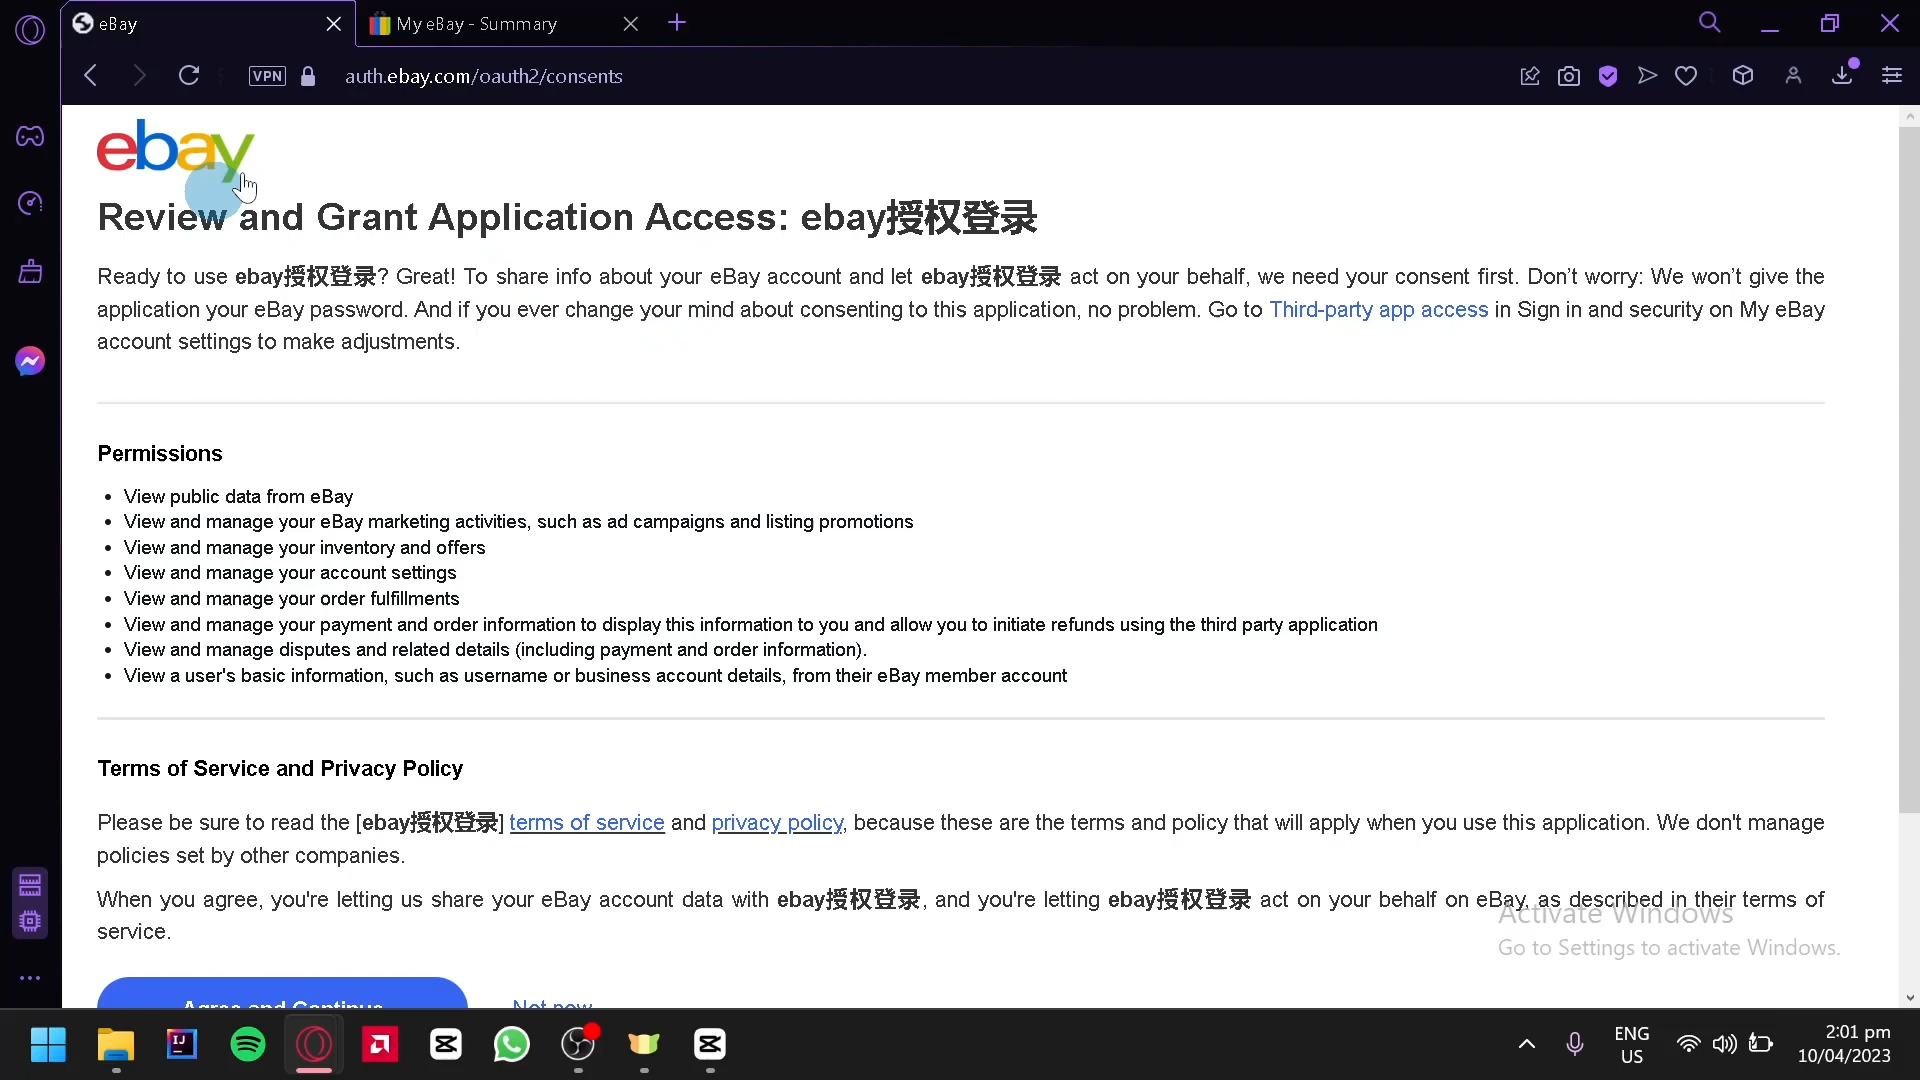 eBay
My eBay - Summary
VPN
auth.ebay.com/oauth2/consents
ebay
Review and Grant Application Access: ebay授权登录
Ready to use ebay授权登录? Great! To share info about your eBay account and let ebay授权登录 act on your behalf, we need your consent first. Don’t worry: We won’t give the
application your eBay password. And if you ever change your mind about consenting to this application, no problem. Go to Third-party app access in Sign in and security on My eBay
account settings to make adjustments.
Permissions
• View public data from eBay
• View and manage your eBay marketing activities, such as ad campaigns and listing promotions
• View and manage your inventory and offers
• View and manage your account settings
• View and manage your order fulfillments
• View and manage your payment and order information to display this information to you and allow you to initiate refunds using the third party application
• View and manage disputes and related details (including payment and order information).
• View a user's basic information, such as username or business account details, from their eBay member account
Terms of Service and Privacy Policy
Please be sure to read the [ebay授权登录] terms of service and privacy policy, because these are the terms and policy that will apply when you use this application. We don't manage
policies set by other companies.
When you agree, you're letting us share your eBay account data with ebay授权登录, and you're letting ebay授权登录 act on your behalf on eBay, as described in their terms of
service.
Activate Windows
Go to Settings to activate Windows.
Agree and Continue
Not now
IJ
ENG
US
2:01 pm
10/04/2023